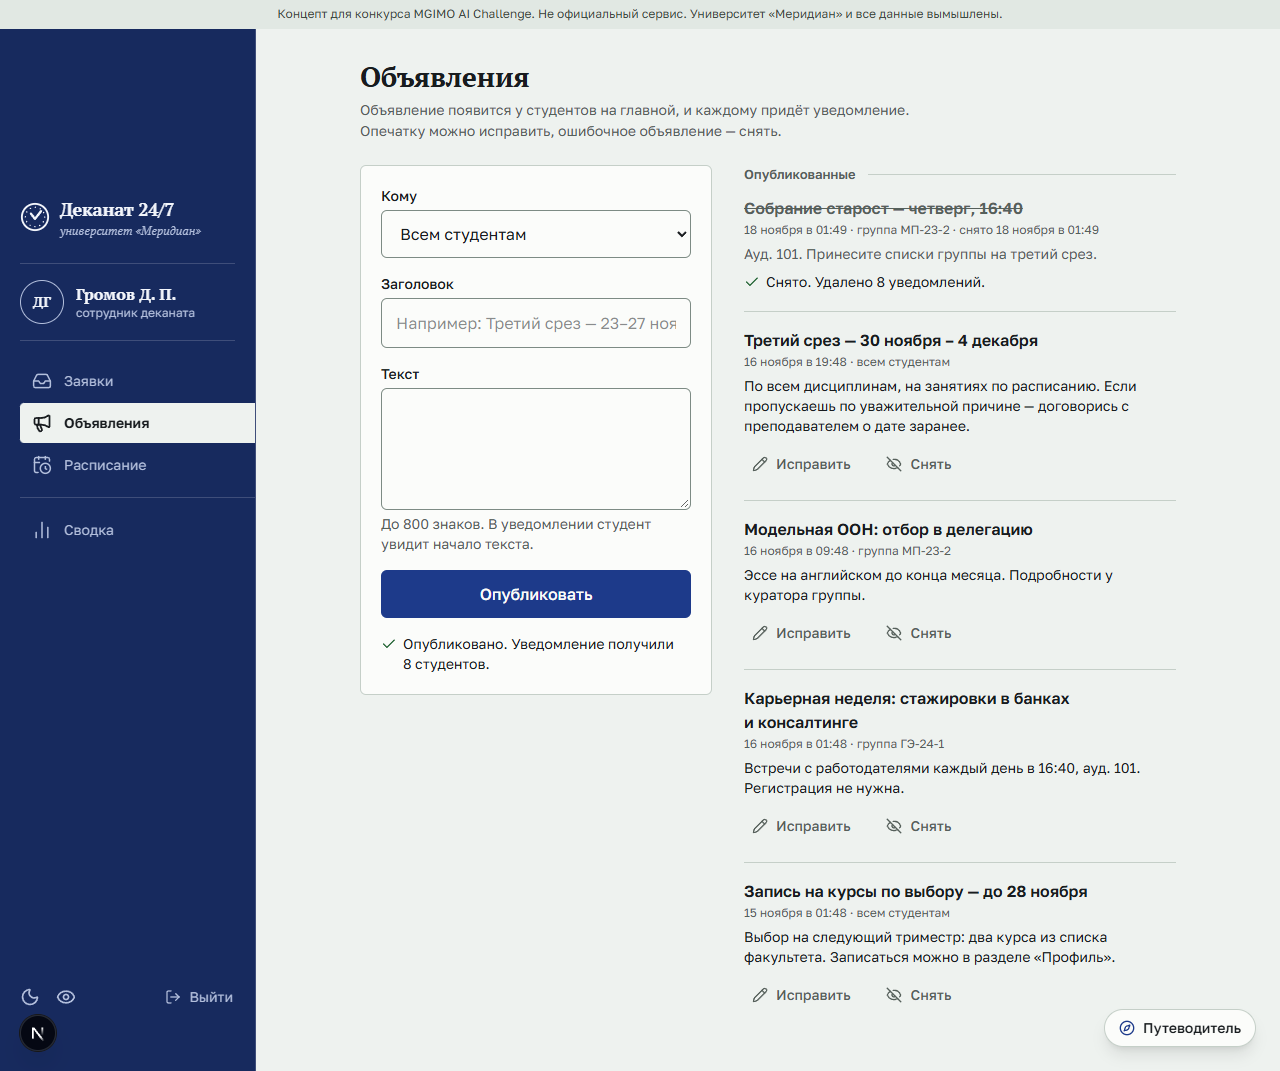 Концепт для конкурса MGIMO AI Challenge. Не официальный сервис. Университет «Меридиан» и все данные вымышлены.
Деканат 24/7
университет «Меридиан»
ДГ
Громов Д. П.
сотрудник деканата
Заявки
Объявления
Расписание
Сводка
Выйти
N
Объявления
Объявление появится у студентов на главной, и каждому придёт уведомление.
Опечатку можно исправить, ошибочное объявление — снять.
Кому
Всем студентам
Заголовок
Например: Третий срез — 23–27 ноя
Текст
До 800 знаков. В уведомлении студент
увидит начало текста.
Опубликовать
Опубликовано. Уведомление получили
8 студентов.
Опубликованные
Собрание старост — четверг, 16:40
18 ноября в 01:49 · группа МП-23-2 · снято 18 ноября в 01:49
Ауд. 101. Принесите списки группы на третий срез.
Снято. Удалено 8 уведомлений.
Третий срез — 30 ноября – 4 декабря
16 ноября в 19:48 · всем студентам
По всем дисциплинам, на занятиях по расписанию. Если
пропускаешь по уважительной причине — договорись с
преподавателем о дате заранее.
Исправить Снять
Модельная ООН: отбор в делегацию
16 ноября в 09:48 · группа МП-23-2
Эссе на английском до конца месяца. Подробности у
куратора группы.
Исправить Снять
Карьерная неделя: стажировки в банках
и консалтинге
16 ноября в 01:48 · группа ГЭ-24-1
Встречи с работодателями каждый день в 16:40, ауд. 101.
Регистрация не нужна.
Исправить Снять
Запись на курсы по выбору — до 28 ноября
15 ноября в 01:48 · всем студентам
Выбор на следующий триместр: два курса из списка
факультета. Записаться можно в разделе «Профиль».
Исправить Снять
Путеводитель